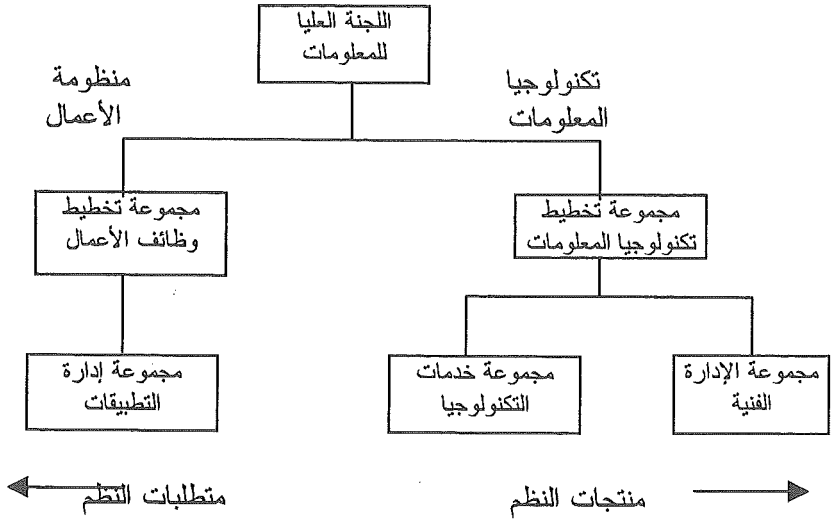 اللجنة العليا
للمعلومات
تكنولوجيا
المعلومات
منظومة
الأعمال
مجموعة تخطيط
تكنولوجيا المعلومات
مجموعة تخطيط
وظائف الأعمال
مجموعة الإدارة
الفنية
مجموعة خدمات
التكنولوجيا
مجموعة إدارة
التطبيقات
منتجات النظم
متطلبات النظم